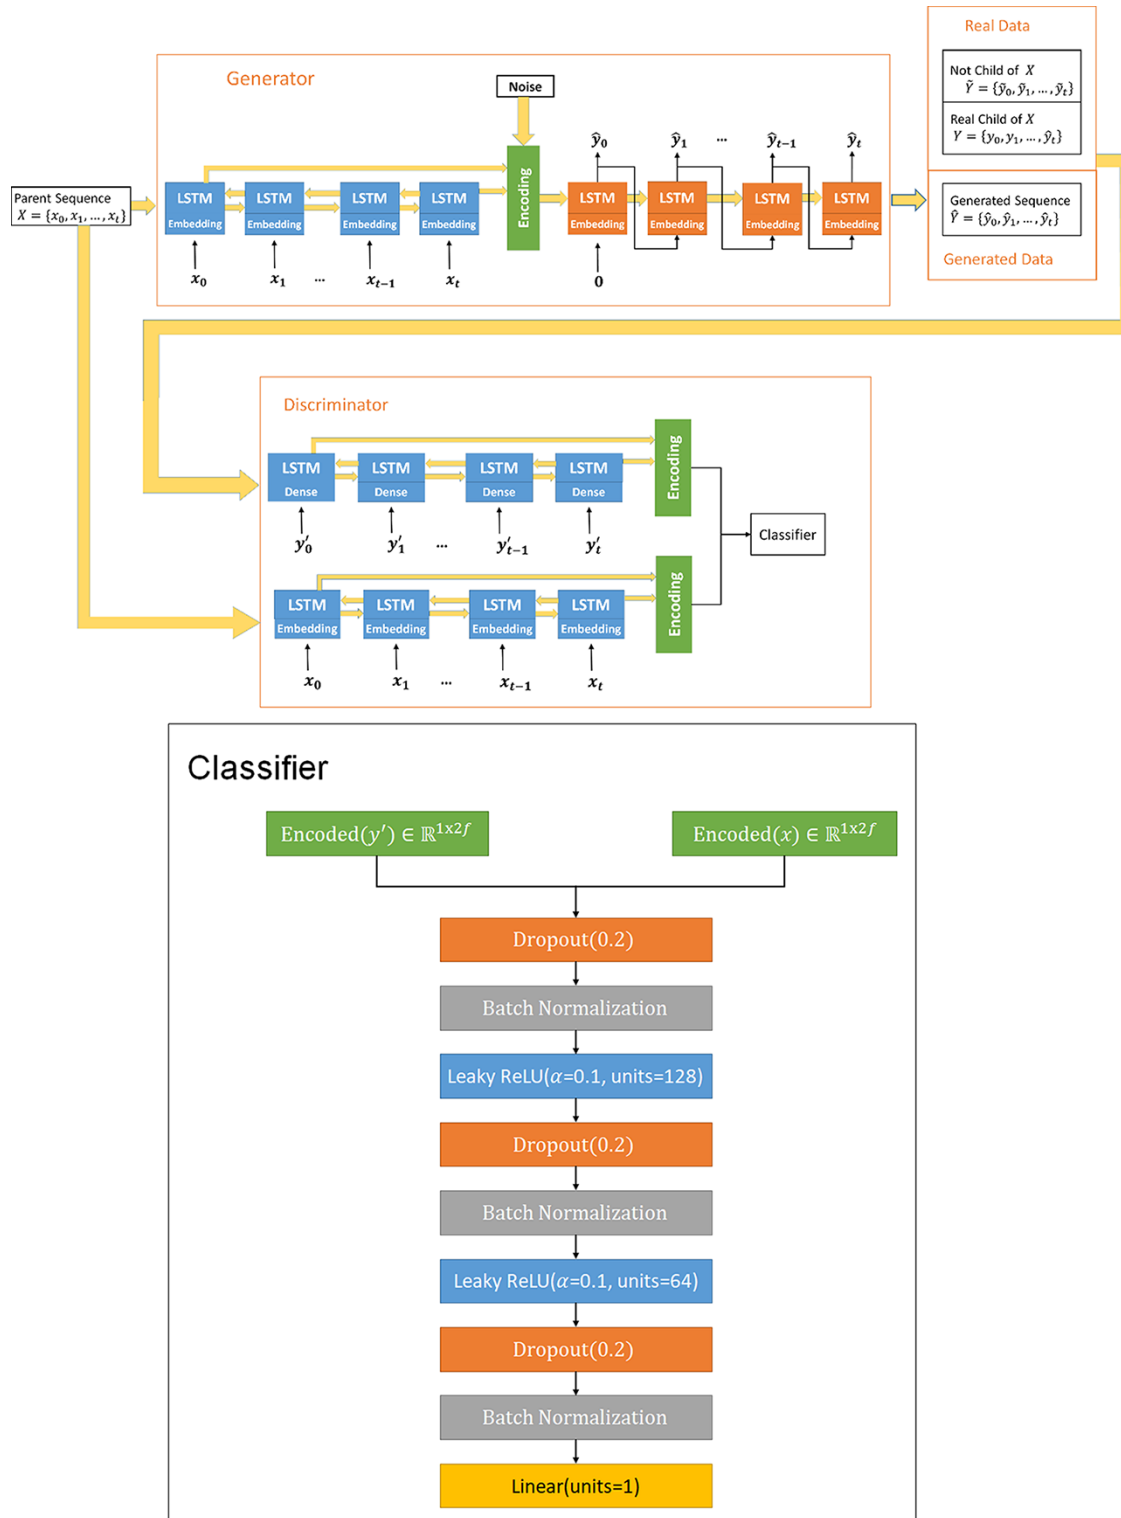 Real Data
Generator
Not Child of X
Ỹ = {ỹ₀, ỹ₁, ..., ỹₜ}
Noise
Real Child of X
Y = {y₀, y₁, ..., ŷₜ}
ŷ₀ ŷ₁ ... ŷₜ₋₁ ŷₜ
Parent Sequence
X = {x₀, x₁, ..., xₜ}
LSTM LSTM LSTM LSTM Encoding LSTM LSTM LSTM LSTM
Embedding Embedding Embedding Embedding Embedding Embedding Embedding Embedding
Generated Sequence
Ŷ = {ŷ₀, ŷ₁, ..., ŷₜ}
Generated Data
x₀ x₁ ... xₜ₋₁ xₜ 0
Discriminator
LSTM LSTM LSTM LSTM Encoding
Dense Dense Dense Dense
y′₀ y′₁ ... y′ₜ₋₁ y′ₜ
Classifier
LSTM LSTM LSTM LSTM Encoding
Embedding Embedding Embedding Embedding
x₀ x₁ ... xₜ₋₁ xₜ
Classifier
Encoded(y′) ∈ ℝ¹ˣ²ᶠ Encoded(x) ∈ ℝ¹ˣ²ᶠ
Dropout(0.2)
Batch Normalization
Leaky ReLU(α=0.1, units=128)
Dropout(0.2)
Batch Normalization
Leaky ReLU(α=0.1, units=64)
Dropout(0.2)
Batch Normalization
Linear(units=1)